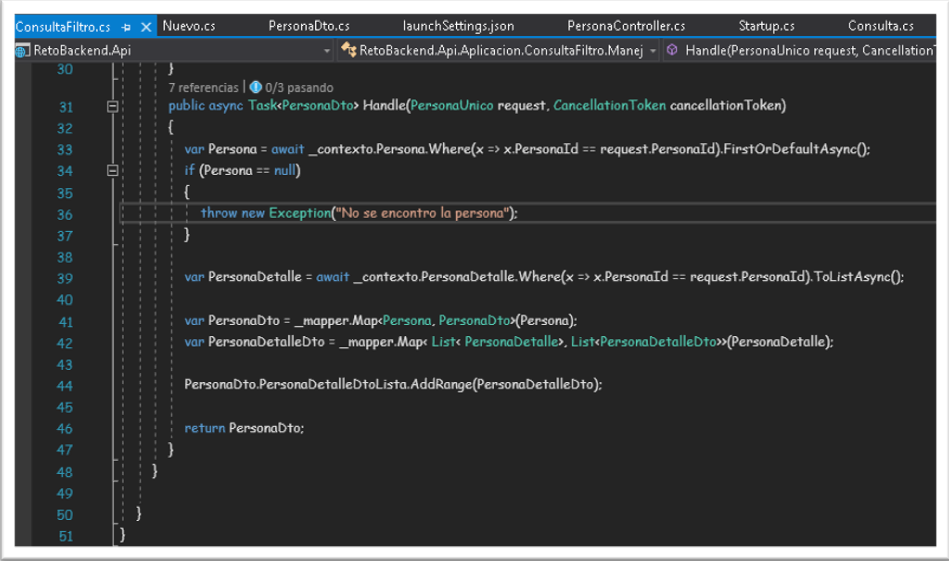 ConsultaFiltro.cs Nuevo.cs PersonaDto.cs launchSettings.json PersonaController.cs Startup.cs Consulta.cs
RetoBackend.Api RetoBackend.Api.Aplicacion.ConsultaFiltro.Manej Handle(PersonaUnico request, CancellationT
30 }
7 referencias | 0/3 pasando
31 public async Task<PersonaDto> Handle(PersonaUnico request, CancellationToken cancellationToken)
32 {
33 var Persona = await _contexto.Persona.Where(x => x.PersonaId == request.PersonaId).FirstOrDefaultAsync();
34 if (Persona == null)
35 {
36 throw new Exception("No se encontro la persona");
37 }
38
39 var PersonaDetalle = await _contexto.PersonaDetalle.Where(x => x.PersonaId == request.PersonaId).ToListAsync();
40
41 var PersonaDto = _mapper.Map<Persona, PersonaDto>(Persona);
42 var PersonaDetalleDto = _mapper.Map< List< PersonaDetalle>, List<PersonaDetalleDto>>(PersonaDetalle);
43
44 PersonaDto.PersonaDetalleDtoLista.AddRange(PersonaDetalleDto);
45
46 return PersonaDto;
47 }
48 }
49
50 }
51 }